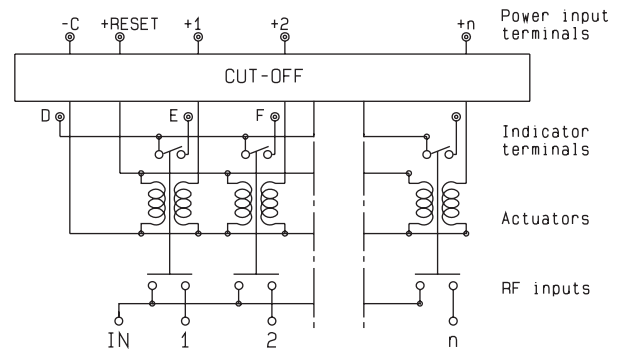 -C +RESET +1 +2 +n
Power input
terminals
CUT-OFF
D E F
Indicator
terminals
Actuators
RF inputs
IN 1 2 n